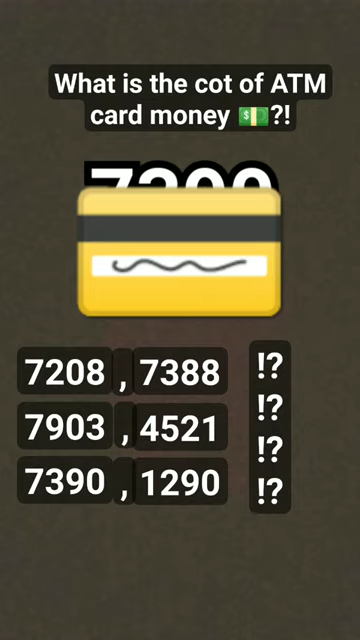 What is the cot of ATM
card money 💵?!
7208 , 7388
7903 , 4521
7390 , 1290
!?
!?
!?
!?